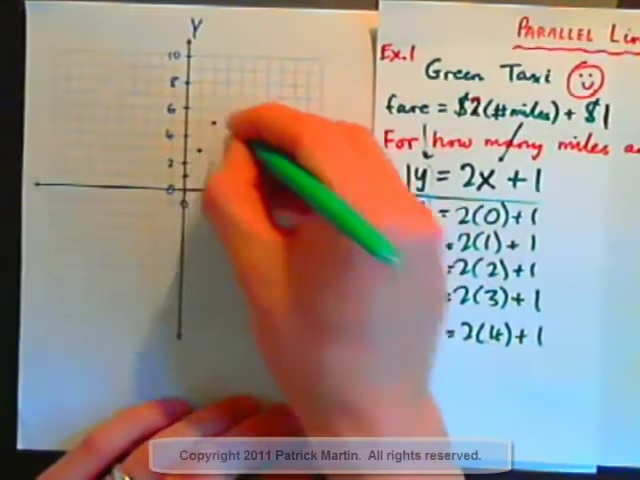 Y
10
8
6
4
2
0
0
PARALLEL Lin
Ex.1
Green Taxi
fare = $2(#miles) + $1
For how many miles a
y = 2x + 1
= 2(0)+1
= 2(1)+1
= 2(2)+1
= 2(3)+1
= 2(4)+1
Copyright 2011 Patrick Martin. All rights reserved.